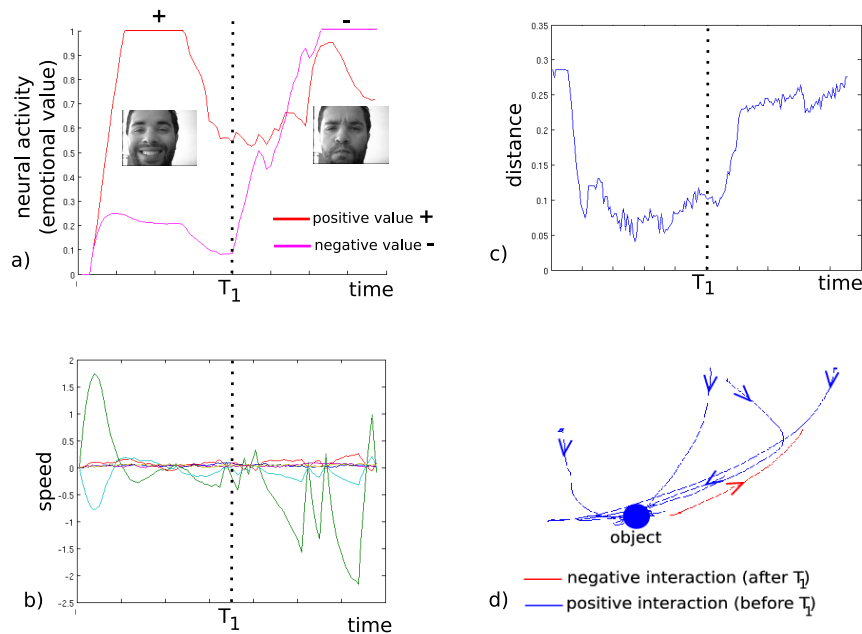 +
-
neural activity
(emotional value)
1
0.9
0.8
0.7
0.6
0.5
0.4
0.3
0.2
0.1
0
positive value +
negative value -
a)
T1
time
distance
0.35
0.3
0.25
0.2
0.15
0.1
0.05
0
c)
T1
time
speed
2
1.5
1
0.5
0
-0.5
-1
-1.5
-2
-2.5
b)
T1
time
object
negative interaction (after T1)
positive interaction (before T1)
d)